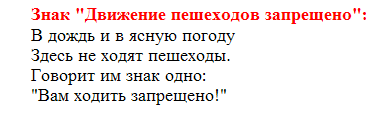 Знак "Движение пешеходов запрещено":
В дождь и в ясную погоду
Здесь не ходят пешеходы.
Говорит им знак одно:
"Вам ходить запрещено!"